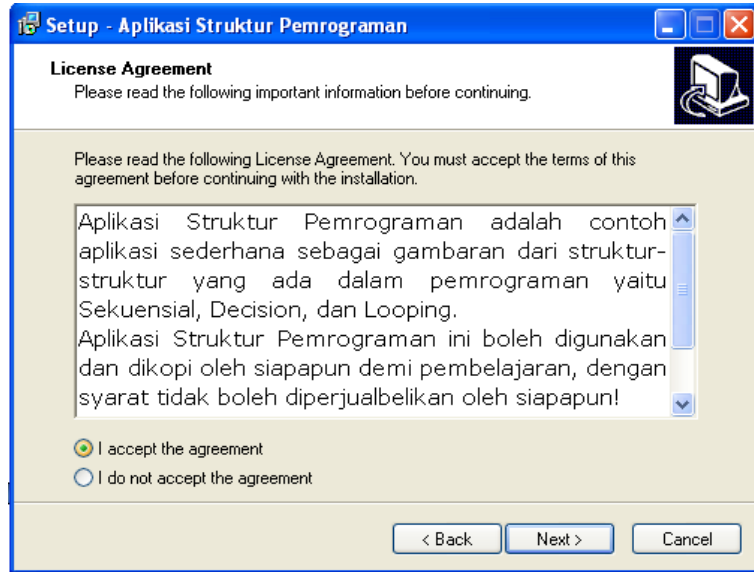 Setup - Aplikasi Struktur Pemrograman
License Agreement
Please read the following important information before continuing.
Please read the following License Agreement. You must accept the terms of this
agreement before continuing with the installation.
Aplikasi Struktur Pemrograman adalah contoh
aplikasi sederhana sebagai gambaran dari struktur-
struktur yang ada dalam pemrograman yaitu
Sekuensial, Decision, dan Looping.
Aplikasi Struktur Pemrograman ini boleh digunakan
dan dikopi oleh siapapun demi pembelajaran, dengan
syarat tidak boleh diperjualbelikan oleh siapapun!
I accept the agreement
I do not accept the agreement
< Back Next > Cancel